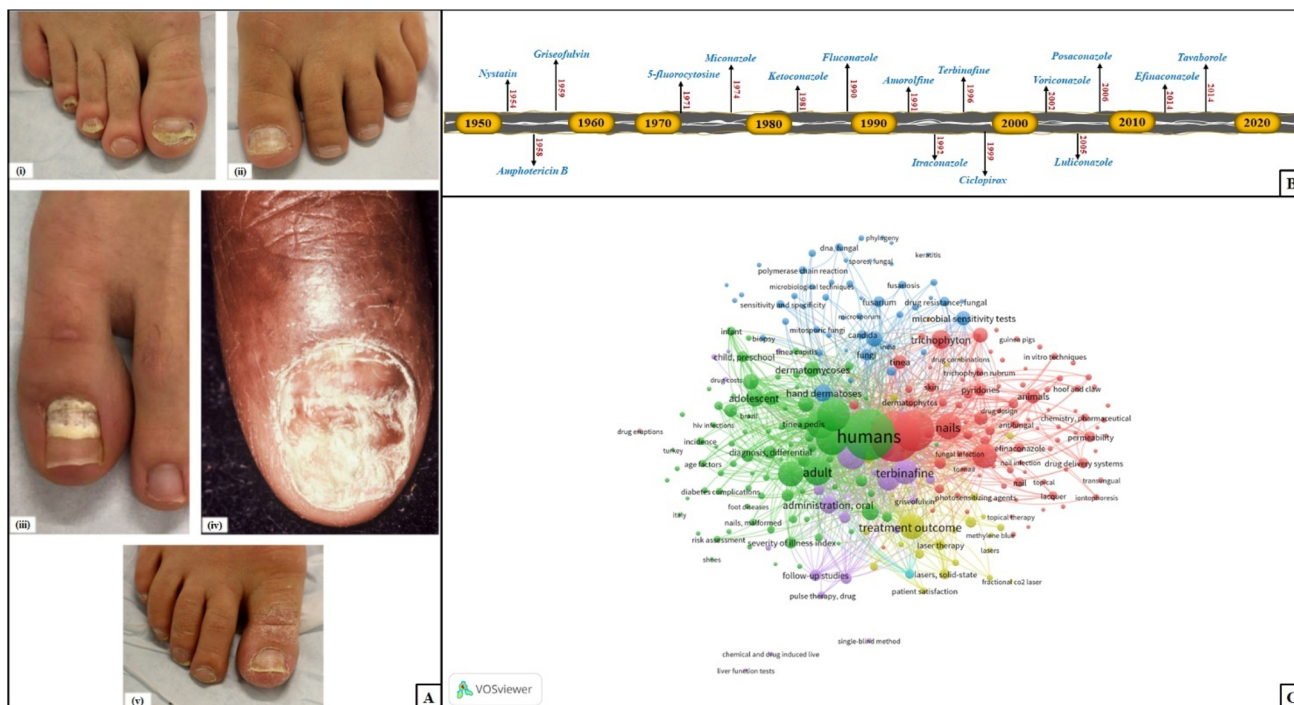 (i)
(ii)
(iii)
(iv)
(v)
A
Nystatin
1954
Griseofulvin
1959
5-fluorocytosine
1971
Miconazole
1974
Ketoconazole
1981
Fluconazole
1990
Amorolfine
1991
Terbinafine
1996
Voriconazole
2002
Posaconazole
2006
Efinaconazole
2014
Tavaborole
2014
1950
1960
1970
1980
1990
2000
2010
2020
1958
Amphotericin B
1992
Itraconazole
1999
Ciclopirox
2005
Luliconazole
B
phylogeny
dna, fungal
keratitis
spores, fungal
polymerase chain reaction
microbiological techniques
fusariosis
sensitivity and specificity
fusarium
drug resistance, fungal
microsporum
microbial sensitivity tests
infant
mitosporic fungi
candida
biopsy
india
trichophyton
guinea pigs
tinea capitis
fungi
child, preschool
tinea
drug combinations
in vitro techniques
dermatomycoses
trichophyton rubrum
drug costs
skin
pyridones
hoof and claw
adolescent
hand dermatoses
animals
dermatophytes
drug design
brazil
chemistry, pharmaceutical
hiv infections
tinea pedis
nails
antifungal
drug eruptions
humans
permeability
incidence
efinaconazole
turkey
diagnosis, differential
fungal infection
age factors
toenail
nail infection
drug delivery systems
adult
terbinafine
nail
topical
transungual
diabetes complications
photosensitizing agents
lacquer
iontophoresis
foot diseases
administration, oral
griseofulvin
italy
nails, malformed
topical therapy
treatment outcome
risk assessment
severity of illness index
methylene blue
laser therapy
lasers
shoes
follow-up studies
lasers, solid-state
fractional co2 laser
pulse therapy, drug
patient satisfaction
single-blind method
chemical and drug induced live
liver function tests
VOSviewer
C